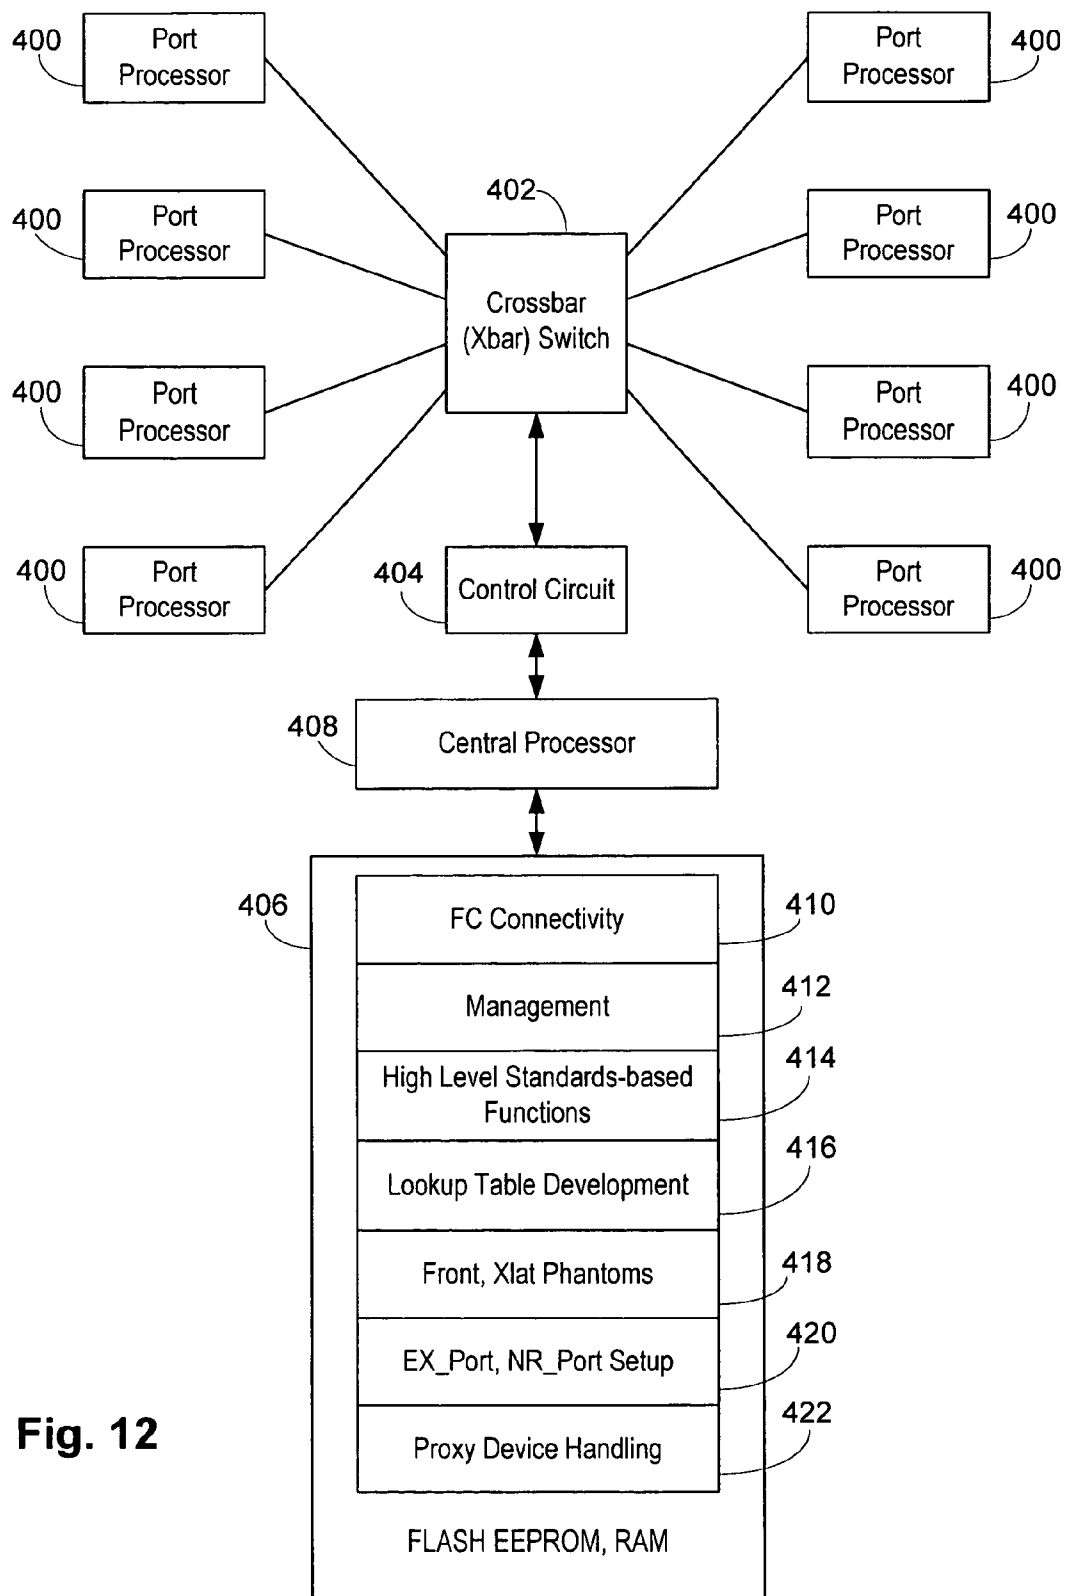 400
Port
Processor
Port
Processor
400
400
Port
Processor
402
Port
Processor
400
Crossbar
(Xbar) Switch
400
Port
Processor
Port
Processor
400
400
Port
Processor
404
Control Circuit
Port
Processor
400
408
Central Processor
406
FC Connectivity
410
Management
412
High Level Standards-based
Functions
414
Lookup Table Development
416
Front, Xlat Phantoms
418
EX_Port, NR_Port Setup
420
Proxy Device Handling
422
FLASH EEPROM, RAM
Fig. 12